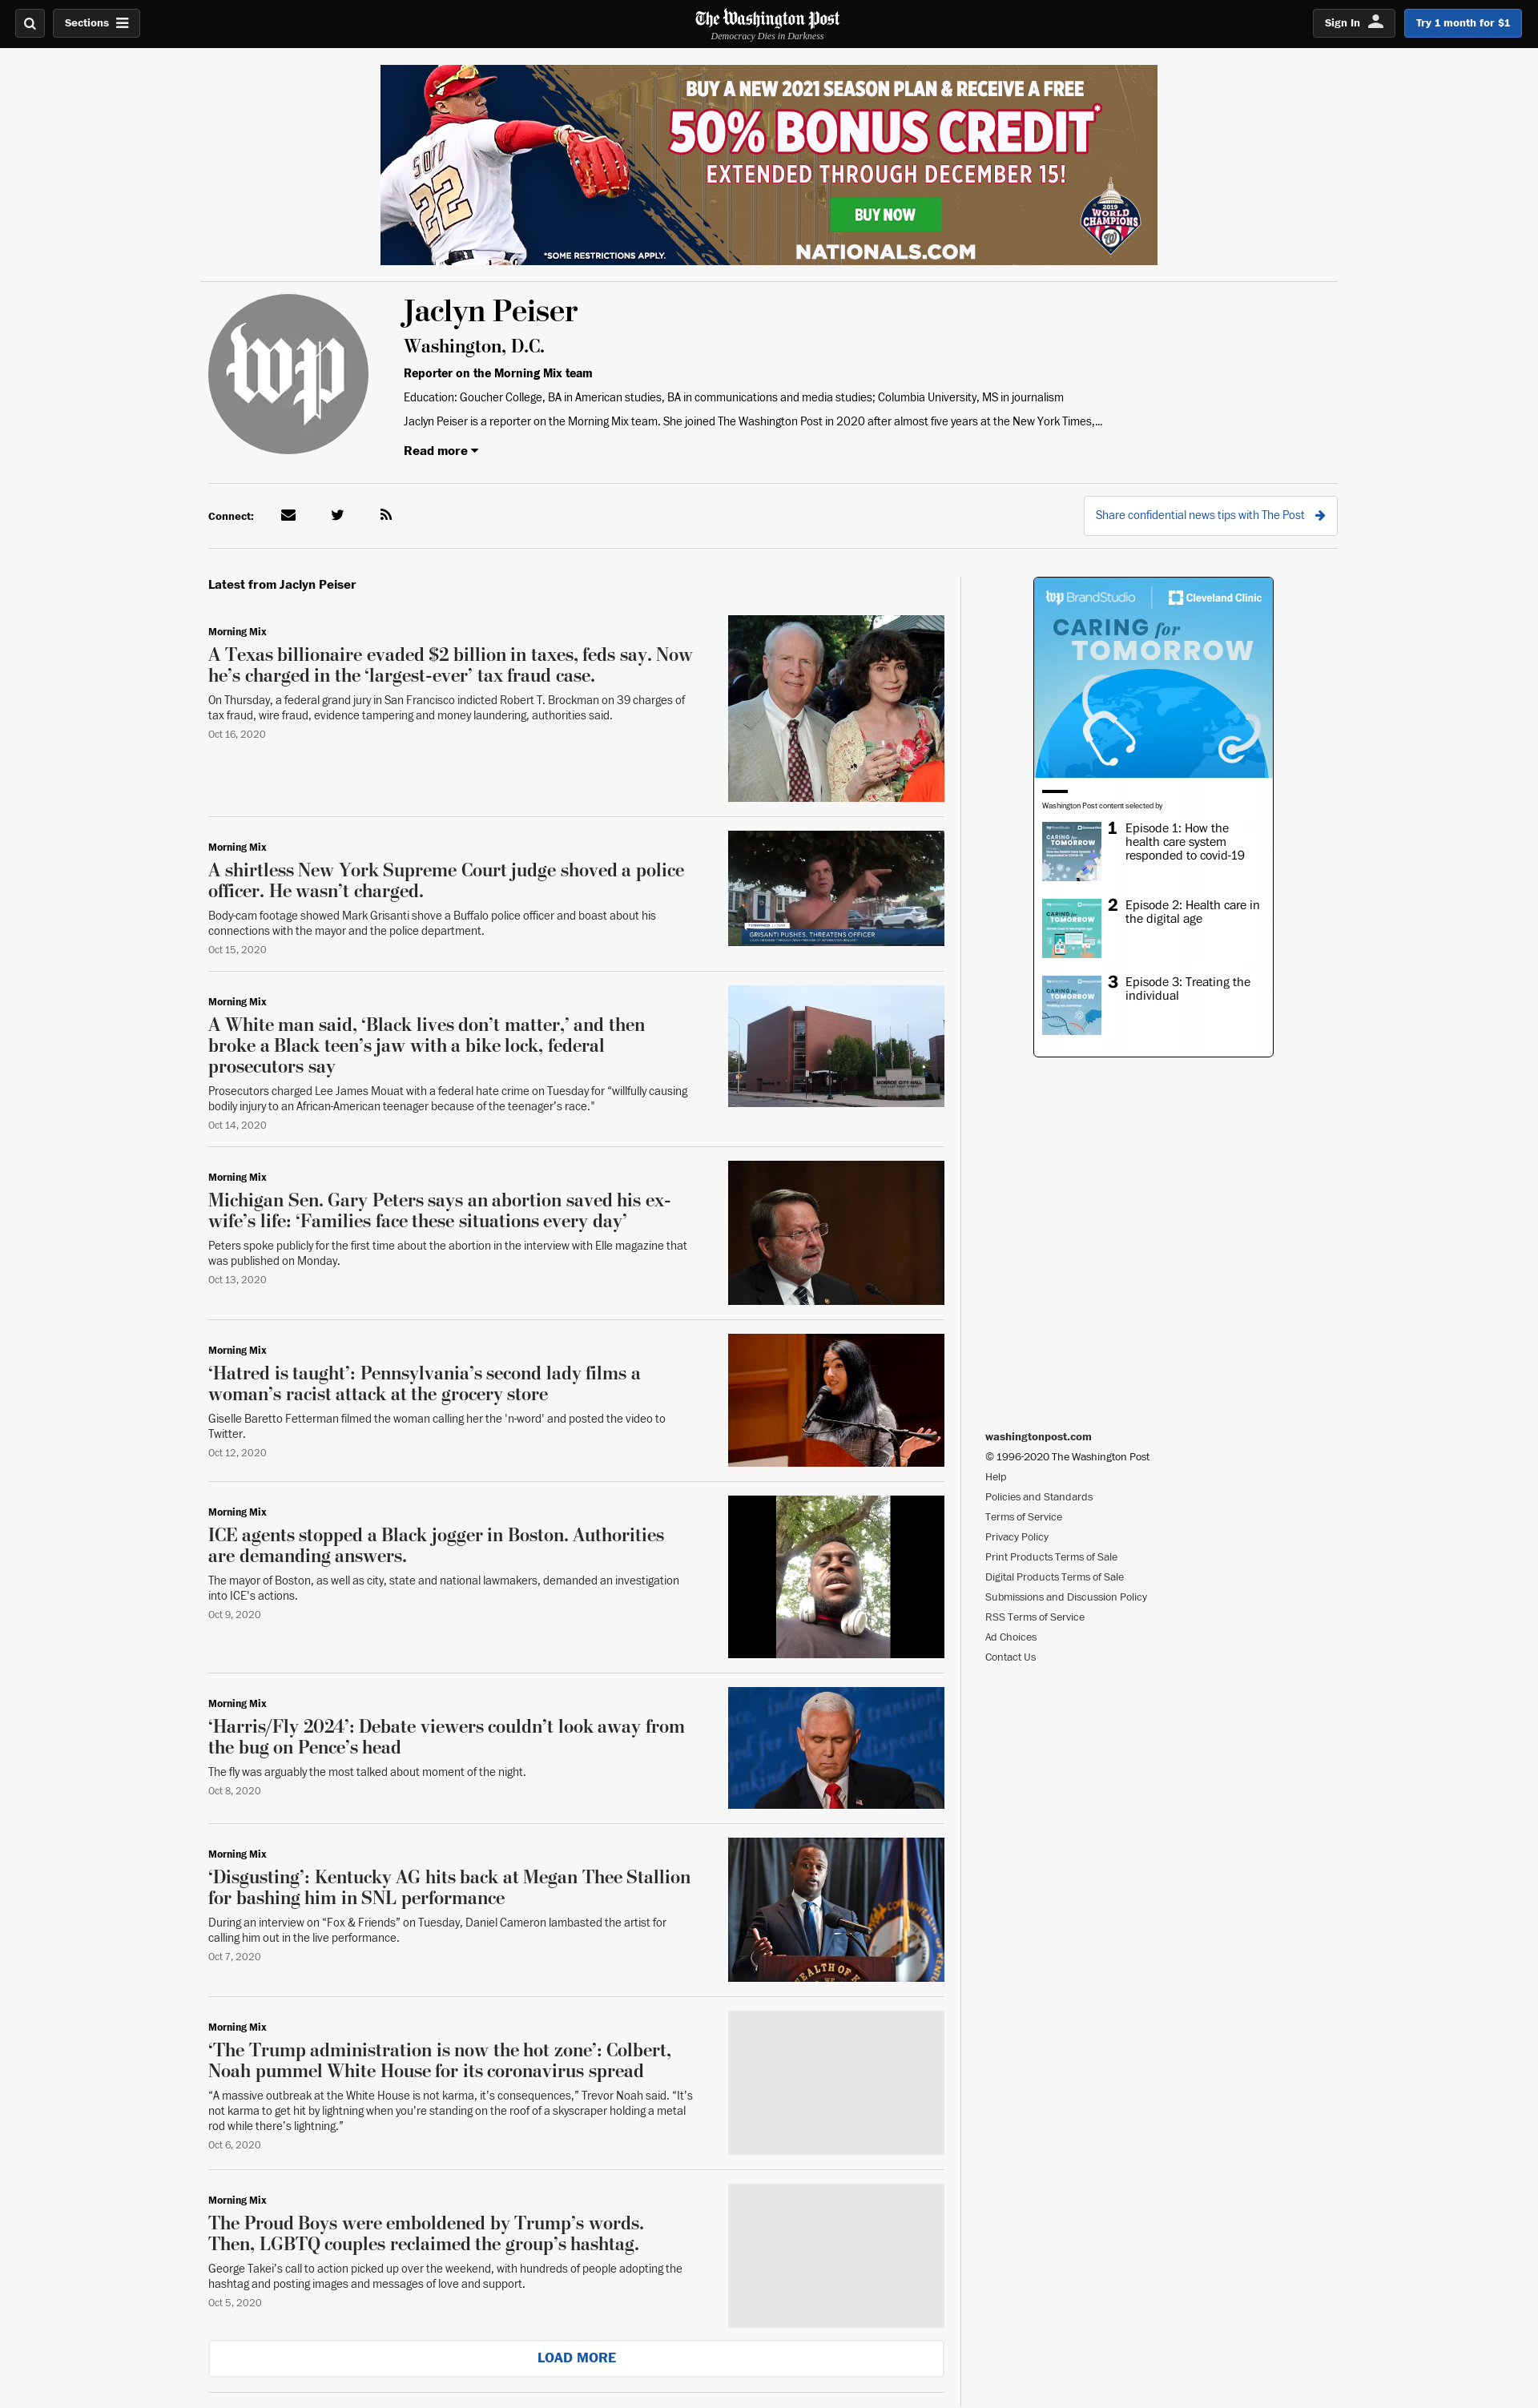 Sections
The Washington Post
Democracy Dies in Darkness
Sign In
Try 1 month for $1
BUY A NEW 2021 SEASON PLAN & RECEIVE A FREE
50% BONUS CREDIT*
EXTENDED THROUGH DECEMBER 15!
BUY NOW
*SOME RESTRICTIONS APPLY.
NATIONALS.COM
2019
WORLD
CHAMPIONS
22
wp
Jaclyn Peiser
Washington, D.C.
Reporter on the Morning Mix team
Education: Goucher College, BA in American studies, BA in communications and media studies; Columbia University, MS in journalism
Jaclyn Peiser is a reporter on the Morning Mix team. She joined The Washington Post in 2020 after almost five years at the New York Times,...
Read more
Connect:
Share confidential news tips with The Post
Latest from Jaclyn Peiser
Morning Mix
A Texas billionaire evaded $2 billion in taxes, feds say. Now
he’s charged in the ‘largest-ever’ tax fraud case.
On Thursday, a federal grand jury in San Francisco indicted Robert T. Brockman on 39 charges of
tax fraud, wire fraud, evidence tampering and money laundering, authorities said.
Oct 16, 2020
Morning Mix
A shirtless New York Supreme Court judge shoved a police
officer. He wasn’t charged.
Body-cam footage showed Mark Grisanti shove a Buffalo police officer and boast about his
connections with the mayor and the police department.
Oct 15, 2020
GRISANTI PUSHES, THREATENS OFFICER
Morning Mix
A White man said, ‘Black lives don’t matter,’ and then
broke a Black teen’s jaw with a bike lock, federal
prosecutors say
Prosecutors charged Lee James Mouat with a federal hate crime on Tuesday for “willfully causing
bodily injury to an African-American teenager because of the teenager’s race."
Oct 14, 2020
MONROE CITY HALL
Morning Mix
Michigan Sen. Gary Peters says an abortion saved his ex-
wife’s life: ‘Families face these situations every day’
Peters spoke publicly for the first time about the abortion in the interview with Elle magazine that
was published on Monday.
Oct 13, 2020
Morning Mix
‘Hatred is taught’: Pennsylvania’s second lady films a
woman’s racist attack at the grocery store
Giselle Baretto Fetterman filmed the woman calling her the 'n-word' and posted the video to
Twitter.
Oct 12, 2020
Morning Mix
ICE agents stopped a Black jogger in Boston. Authorities
are demanding answers.
The mayor of Boston, as well as city, state and national lawmakers, demanded an investigation
into ICE's actions.
Oct 9, 2020
Morning Mix
‘Harris/Fly 2024’: Debate viewers couldn’t look away from
the bug on Pence’s head
The fly was arguably the most talked about moment of the night.
Oct 8, 2020
Morning Mix
‘Disgusting’: Kentucky AG hits back at Megan Thee Stallion
for bashing him in SNL performance
During an interview on “Fox & Friends” on Tuesday, Daniel Cameron lambasted the artist for
calling him out in the live performance.
Oct 7, 2020
Morning Mix
‘The Trump administration is now the hot zone’: Colbert,
Noah pummel White House for its coronavirus spread
“A massive outbreak at the White House is not karma, it’s consequences,” Trevor Noah said. “It’s
not karma to get hit by lightning when you’re standing on the roof of a skyscraper holding a metal
rod while there’s lightning.”
Oct 6, 2020
Morning Mix
The Proud Boys were emboldened by Trump’s words.
Then, LGBTQ couples reclaimed the group’s hashtag.
George Takei’s call to action picked up over the weekend, with hundreds of people adopting the
hashtag and posting images and messages of love and support.
Oct 5, 2020
LOAD MORE
wp BrandStudio
Cleveland Clinic
CARING for
TOMORROW
Washington Post content selected by
CARING for
TOMORROW
1 Episode 1: How the
health care system
responded to covid-19
CARING for
TOMORROW
2 Episode 2: Health care in
the digital age
CARING for
TOMORROW
3 Episode 3: Treating the
individual
washingtonpost.com
© 1996-2020 The Washington Post
Help
Policies and Standards
Terms of Service
Privacy Policy
Print Products Terms of Sale
Digital Products Terms of Sale
Submissions and Discussion Policy
RSS Terms of Service
Ad Choices
Contact Us